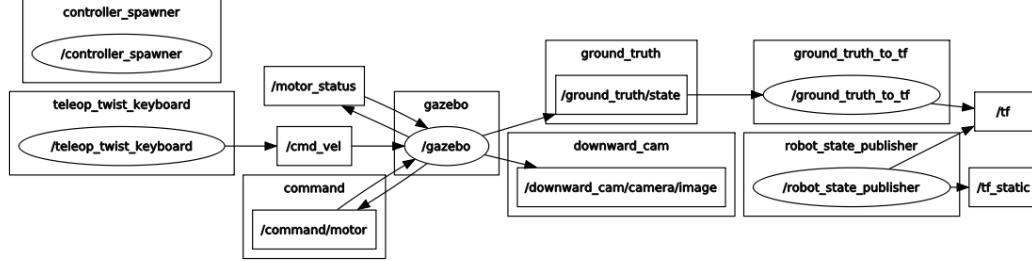 controller_spawner
/controller_spawner
teleop_twist_keyboard
/teleop_twist_keyboard
/motor_status
/cmd_vel
command
/command/motor
gazebo
/gazebo
ground_truth
/ground_truth/state
downward_cam
/downward_cam/camera/image
ground_truth_to_tf
/ground_truth_to_tf
robot_state_publisher
/robot_state_publisher
/tf
/tf_static